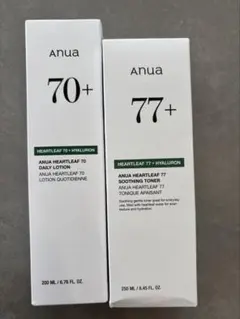 Anua
70+
HEARTLEAF 70 + HYALURON
ANUA HEARTLEAF 70
DAILY LOTION
ANUA HEARTLEAF 70
LOTION QUOTIDIENNE
200 ML / 6.76 FL. OZ.
Anua
77+
HEARTLEAF 77 + HYALURON
ANUA HEARTLEAF 77
SOOTHING TONER
ANUA HEARTLEAF 77
TONIQUE APAISANT
250 ML / 8.45 FL. OZ.